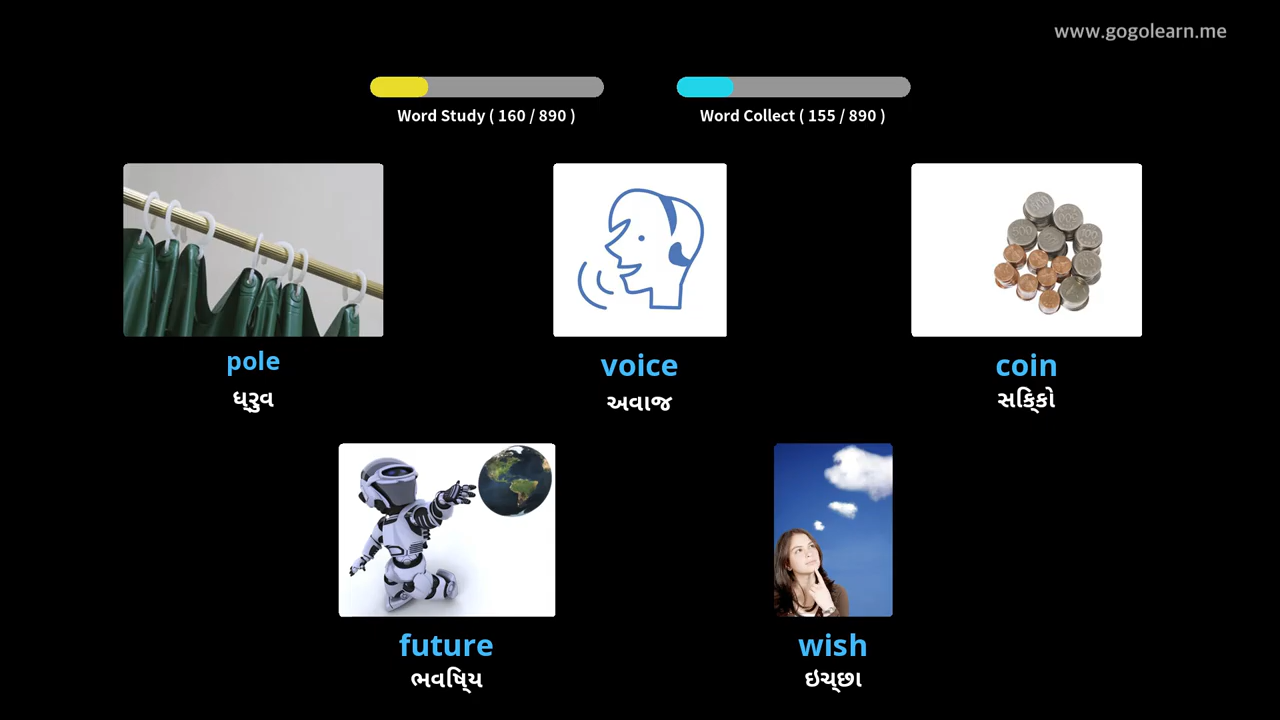 www.gogolearn.me
Word Study ( 160 / 890 )
Word Collect ( 155 / 890 )
pole
ધ્રુવ
voice
અવાજ
coin
સિક્કો
future
ભવિષ્ય
wish
ઇચ્છા